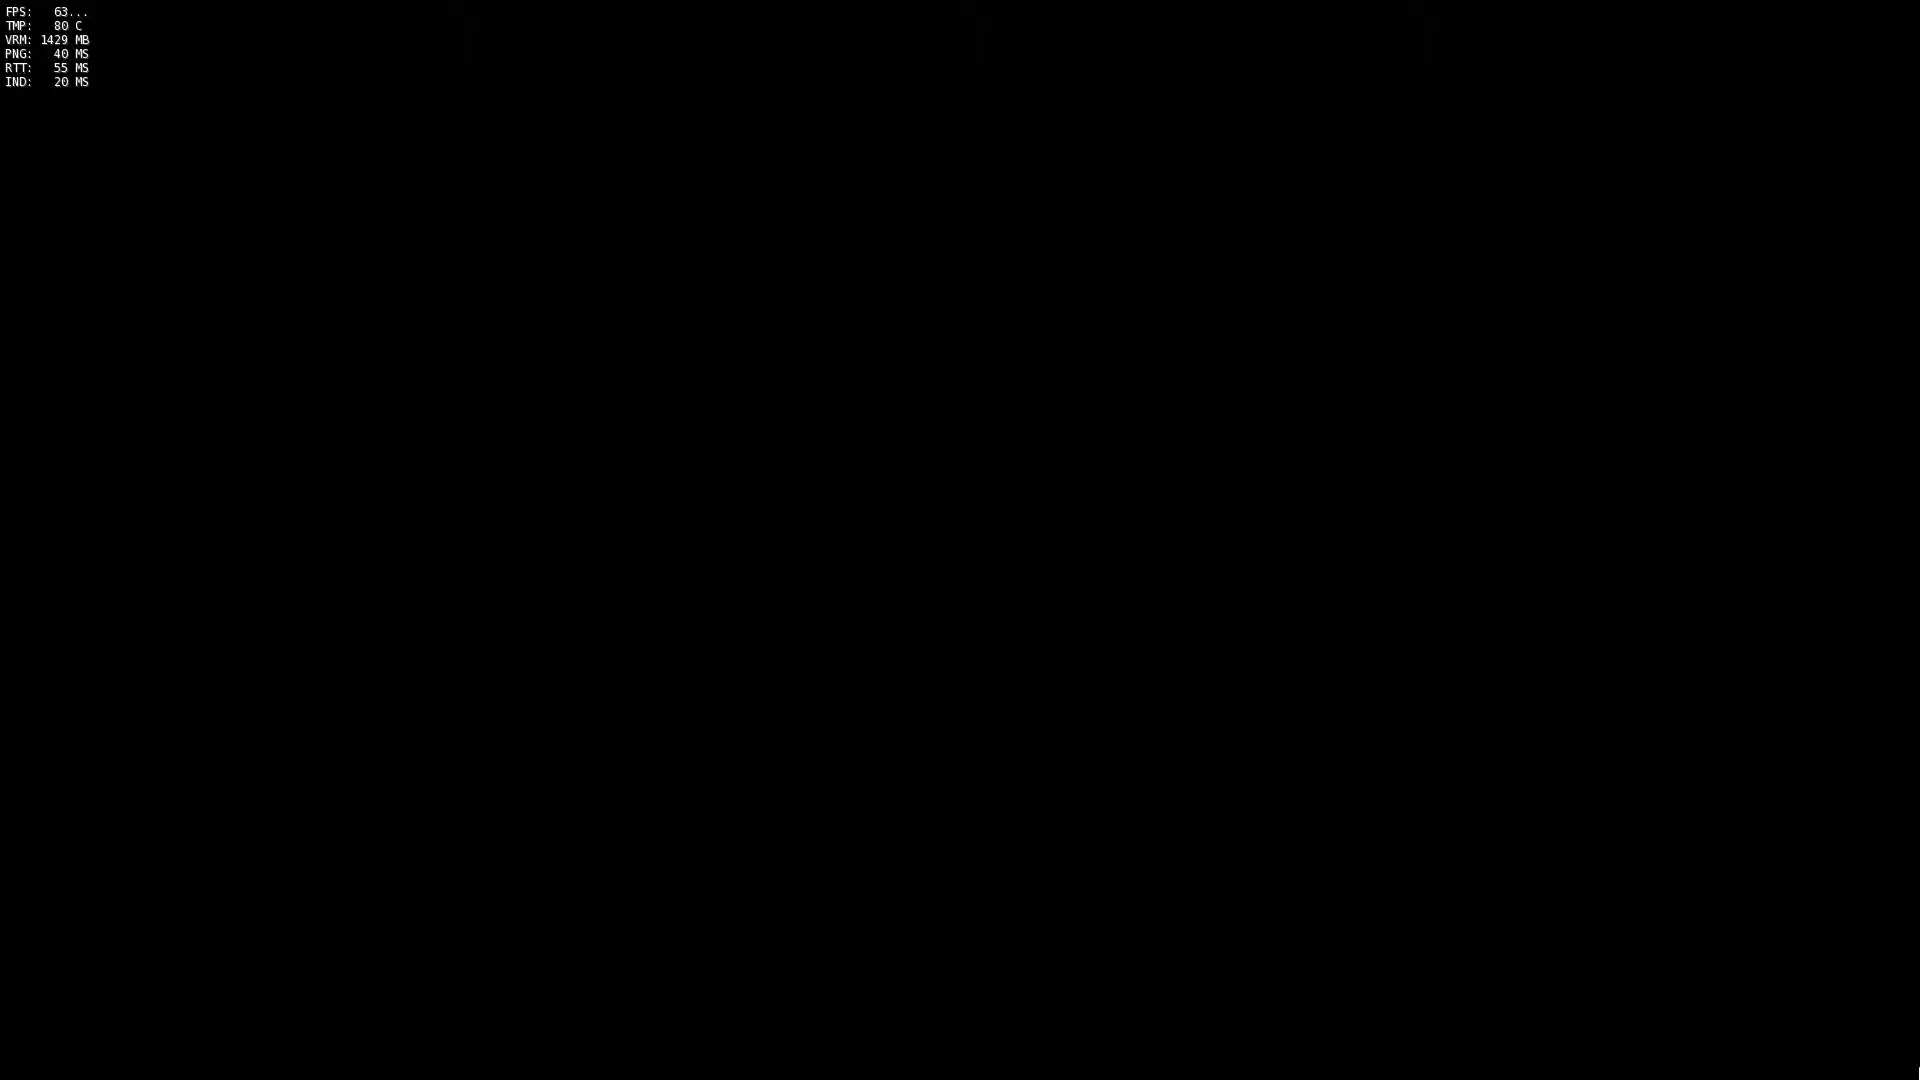 FPS:   63...
TMP:   80 C
VRM: 1429 MB
PNG:   40 MS
RTT:   55 MS
IND:   20 MS